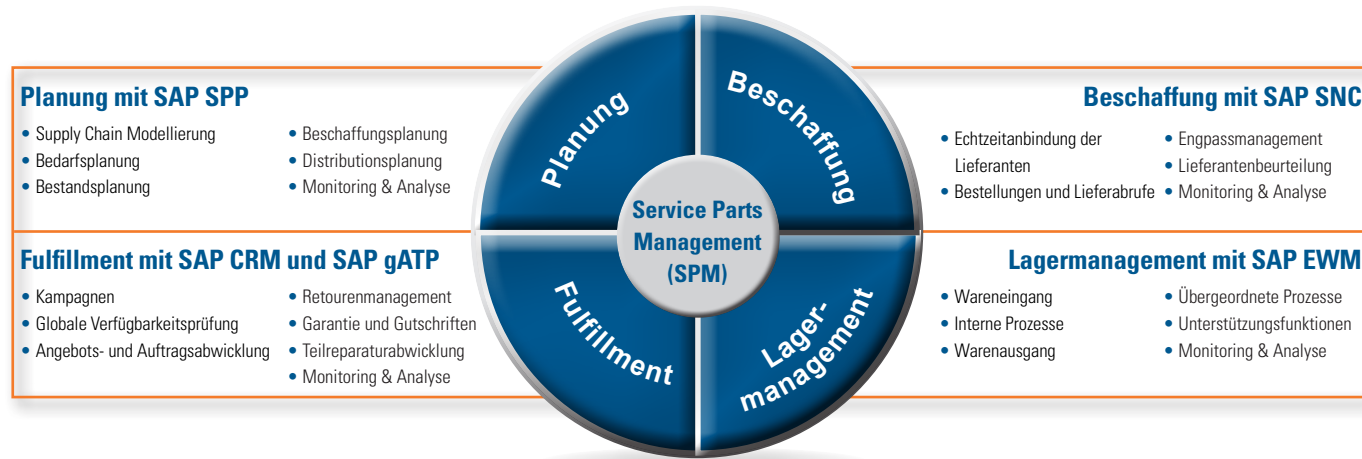 Planung mit SAP SPP
• Supply Chain Modellierung
• Bedarfsplanung
• Bestandsplanung
• Beschaffungsplanung
• Distributionsplanung
• Monitoring & Analyse
Planung
Beschaffung
Beschaffung mit SAP SNC
• Echtzeitanbindung der
Lieferanten
• Bestellungen und Lieferabrufe
• Engpassmanagement
• Lieferantenbeurteilung
• Monitoring & Analyse
Service Parts
Management
(SPM)
Fulfillment mit SAP CRM und SAP gATP
• Kampagnen
• Globale Verfügbarkeitsprüfung
• Angebots- und Auftragsabwicklung
• Retourenmanagement
• Garantie und Gutschriften
• Teilreparaturabwicklung
• Monitoring & Analyse
Fulfillment
Lager-
management
Lagermanagement mit SAP EWM
• Wareneingang
• Interne Prozesse
• Warenausgang
• Übergeordnete Prozesse
• Unterstützungsfunktionen
• Monitoring & Analyse